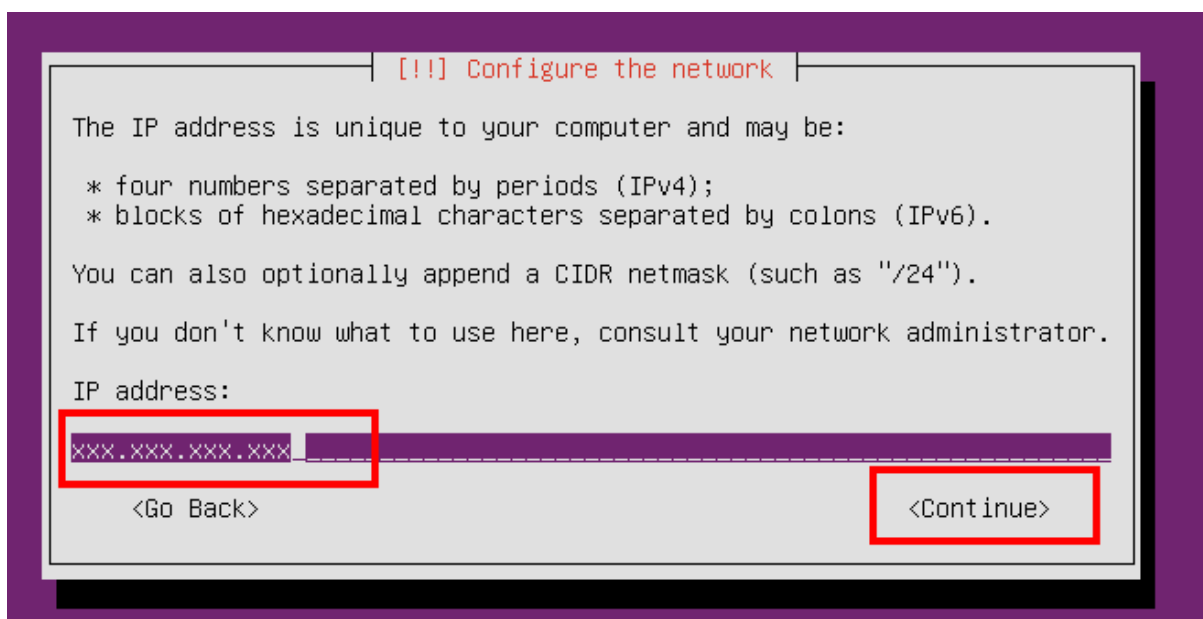 [!!] Configure the network
The IP address is unique to your computer and may be:
* four numbers separated by periods (IPv4);
* blocks of hexadecimal characters separated by colons (IPv6).
You can also optionally append a CIDR netmask (such as "/24").
If you don't know what to use here, consult your network administrator.
IP address:
xxx.xxx.xxx.xxx
<Go Back> <Continue>